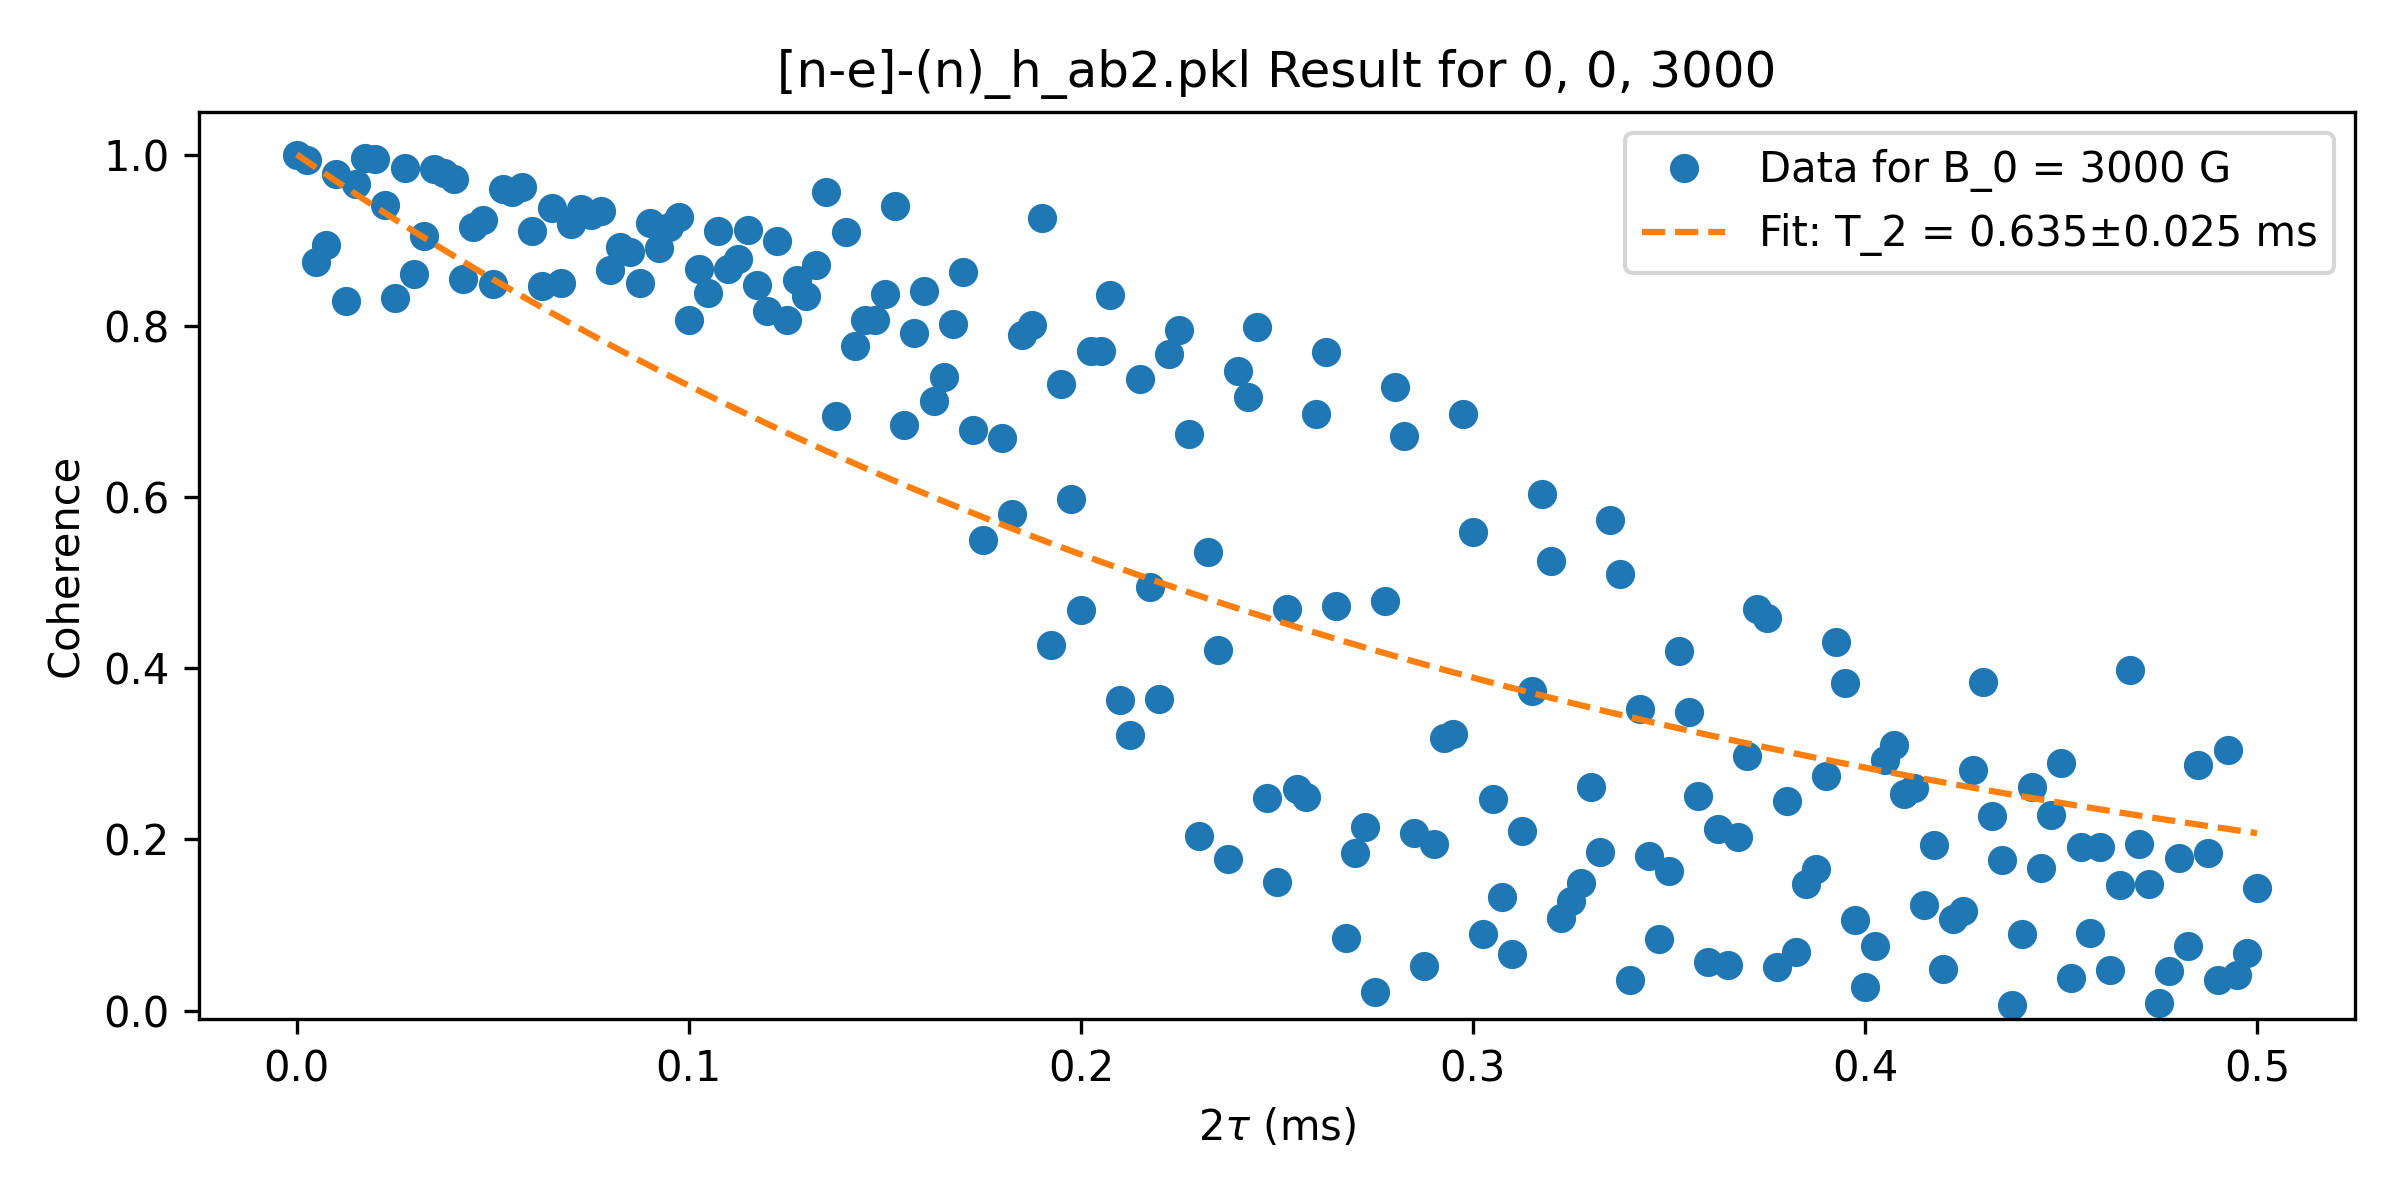 [n-e]-(n)_h_ab2.pkl Result for 0, 0, 3000
Data for B_0 = 3000 G
Fit: T_2 = 0.635±0.025 ms
Coherence
1.0
0.8
0.6
0.4
0.2
0.0
0.0 0.1 0.2 0.3 0.4 0.5
2τ (ms)